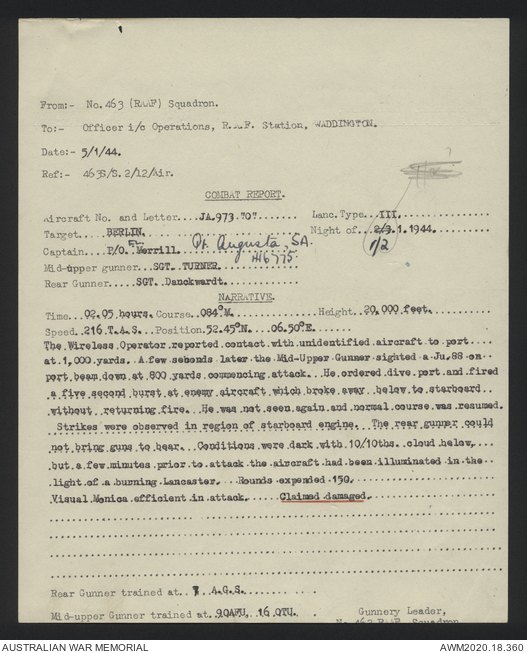 From:- No.463 (RAAF) Squadron.
To:- Officer i/c Operations, R.A.F. Station, WADDINGTON.
Date:- 5/1/44.
Ref:- 463/S.2/12/Air.
COMBAT REPORT.
Aircraft No. and Letter...JA.973 "O"... Lanc.Type...III...
Target....BERLIN.... Night of..2/3.1.1944.
1/2
Captain...P/O. Merrill. Pt. Augusta, SA.
416775
Mid-upper gunner...SGT. TURNER...
Rear Gunner....SGT. Danckwardt...
NARRATIVE.
Time...02.05 hours. Course...084°M... Height..20,000 feet...
Speed.216.T.A.S...Position.52.45°N...06.50°E...
The Wireless Operator reported contact with unidentified aircraft to port
at 1,000 yards. A few seconds later the Mid-Upper Gunner sighted a Ju.88 on
port beam down at 800 yards commencing attack. He ordered dive port and fired
a five second burst at enemy aircraft which broke away below to starboard
without returning fire. He was not seen again and normal course was resumed.
Strikes were observed in region of starboard engine. The rear gunner could
not bring guns to bear. Conditions were dark with 10/10ths. cloud below,
but a few mimutes prior to attack the aircraft had been illuminated in the
light of a burning Lancaster. Rounds expended 150.
Visual Monica efficient in attack. Claimed damaged.
Rear Gunner trained at.. 7 A.G.S.
Mid-upper Gunner trained at..9OAFU, 16 OTU. Gunnery Leader,
No.463 RAAF Squadron
AUSTRALIAN WAR MEMORIAL AWM2020.18.360